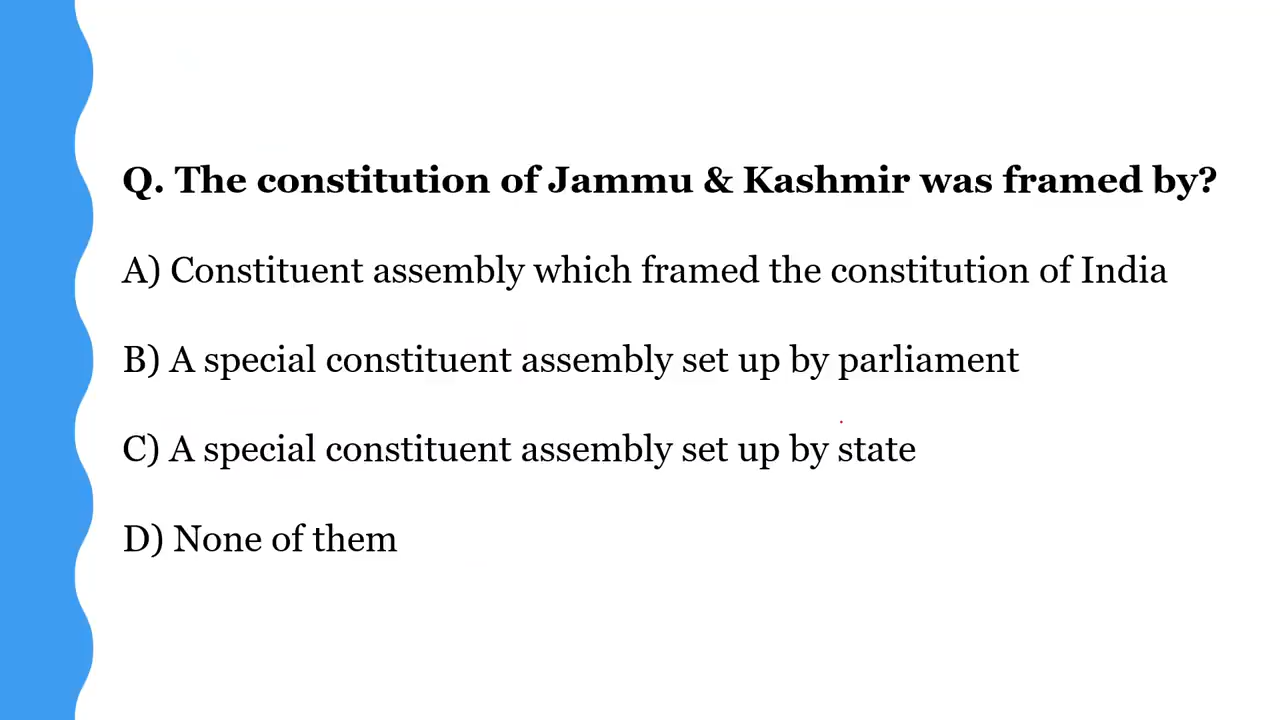 Q. The constitution of Jammu & Kashmir was framed by?
A) Constituent assembly which framed the constitution of India
B) A special constituent assembly set up by parliament
C) A special constituent assembly set up by state
D) None of them